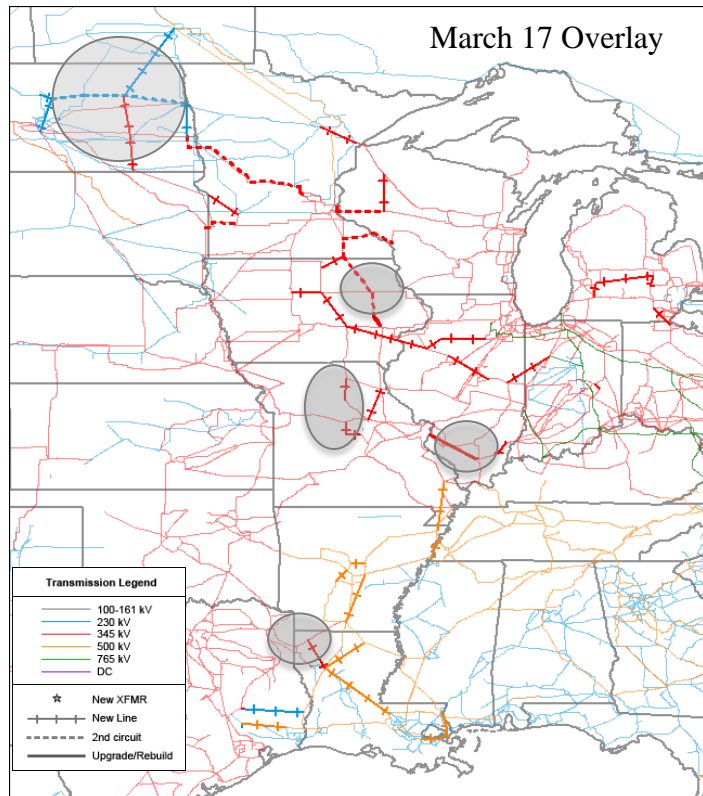 March 17 Overlay
Transmission Legend
100-161 kV
230 kV
345 kV
500 kV
765 kV
DC
New XFMR
New Line
2nd circuit
Upgrade/Rebuild